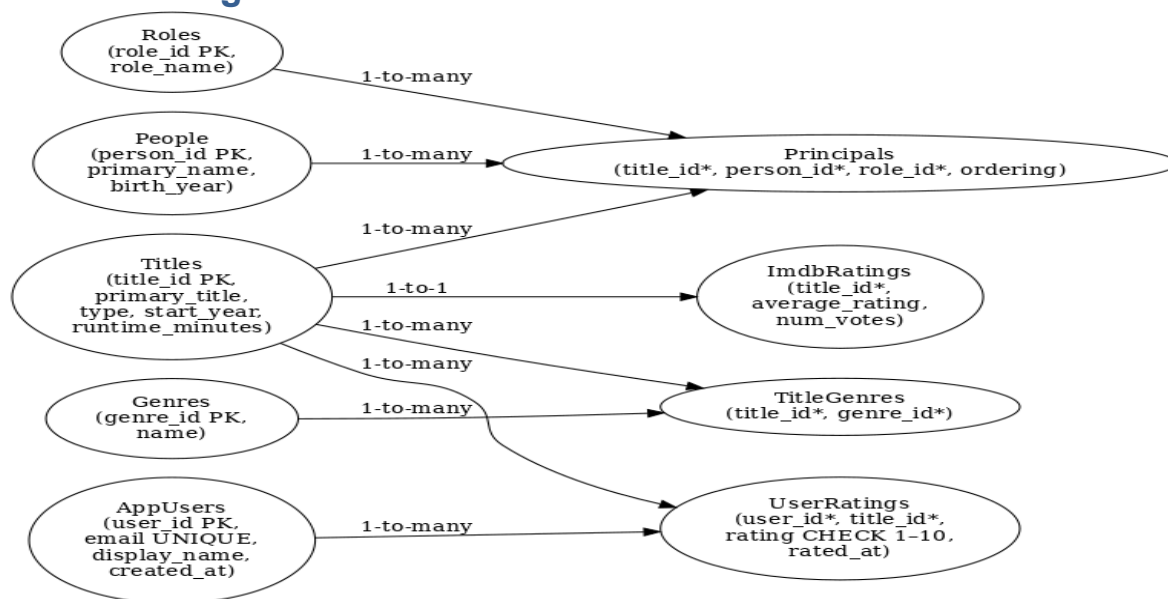 Roles
(role_id PK,
role_name)
1-to-many
People
(person_id PK,
primary_name,
birth_year)
1-to-many
Principals
(title_id*, person_id*, role_id*, ordering)
1-to-many
Titles
(title_id PK,
primary_title,
type, start_year,
runtime_minutes)
1-to-1
ImdbRatings
(title_id*,
average_rating,
num_votes)
1-to-many
1-to-many
Genres
(genre_id PK,
name)
1-to-many
TitleGenres
(title_id*, genre_id*)
AppUsers
(user_id PK,
email UNIQUE,
display_name,
created_at)
1-to-many
UserRatings
(user_id*, title_id*,
rating CHECK 1–10,
rated_at)